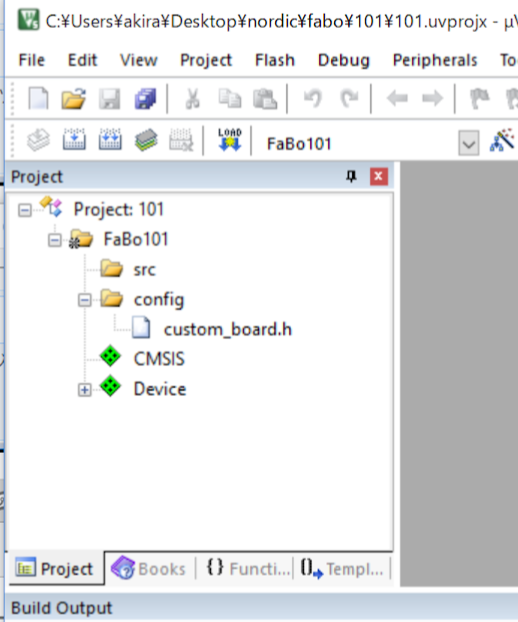 C:¥Users¥akira¥Desktop¥nordic¥fabo¥101¥101.uvprojx - μV
File Edit View Project Flash Debug Peripherals To
LOAD FaBo101
Project
Project: 101
FaBo101
src
config
custom_board.h
CMSIS
Device
Project Books {} Functi... 0 Templ...
Build Output